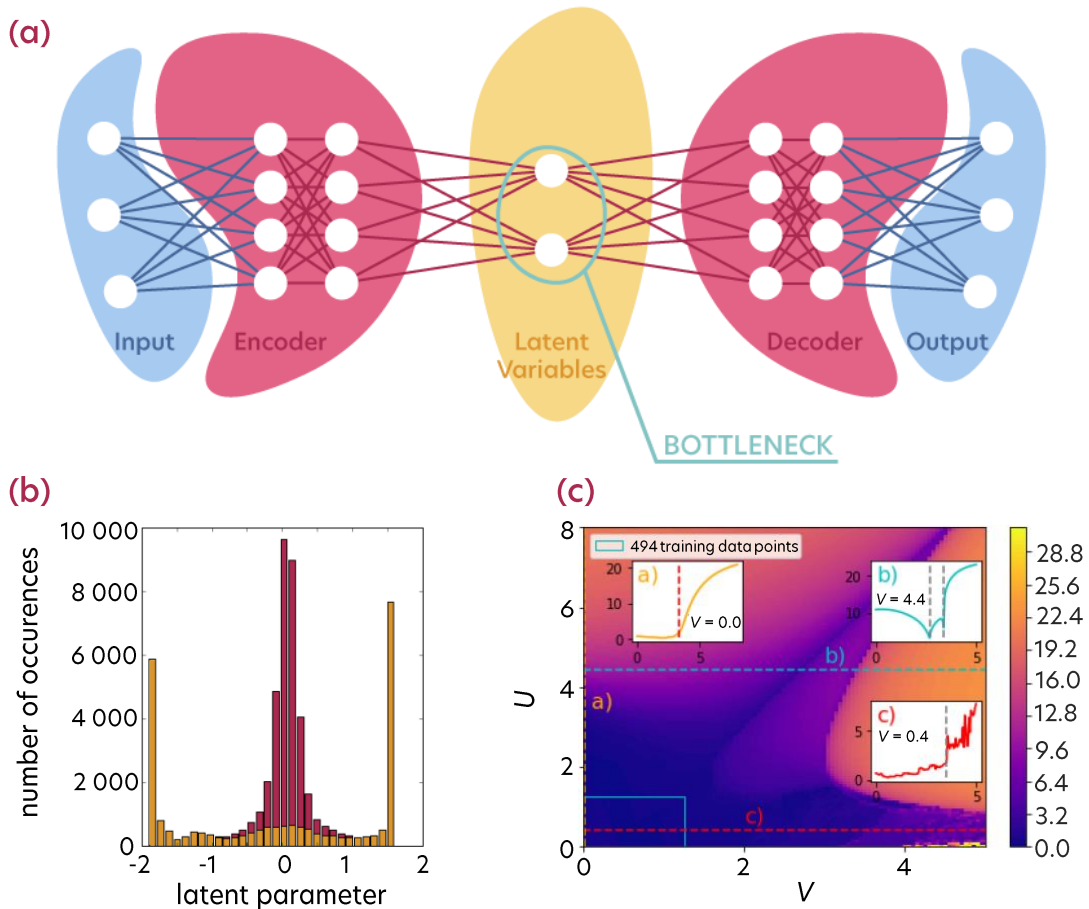 (a)
Input
Encoder
Latent
Variables
Decoder
Output
BOTTLENECK
(b)
10 000
8 000
6 000
4 000
2 000
0
-2
-1
0
1
2
number of occurences
latent parameter
(c)
494 training data points
8
6
4
2
0
0
2
4
U
V
a)
20
10
0
0
5
V = 0.0
b)
20
10
0
5
V = 4.4
c)
5
0
0
5
V = 0.4
a)
b)
c)
28.8
25.6
22.4
19.2
16.0
12.8
9.6
6.4
3.2
0.0